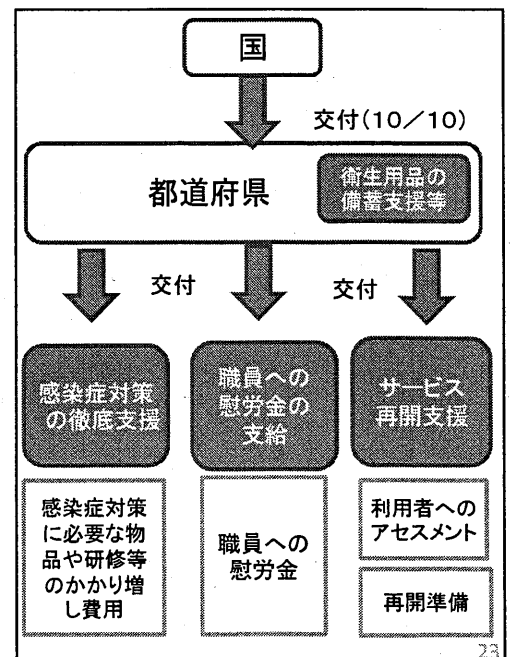 国
交付(10/10)
都道府県
衛生用品の
備蓄支援等
交付
交付
感染症対策
の徹底支援
職員への
慰労金の
支給
サービス
再開支援
感染症対策
に必要な物
品や研修等
のかかり増
し費用
職員への
慰労金
利用者への
アセスメント
再開準備
23